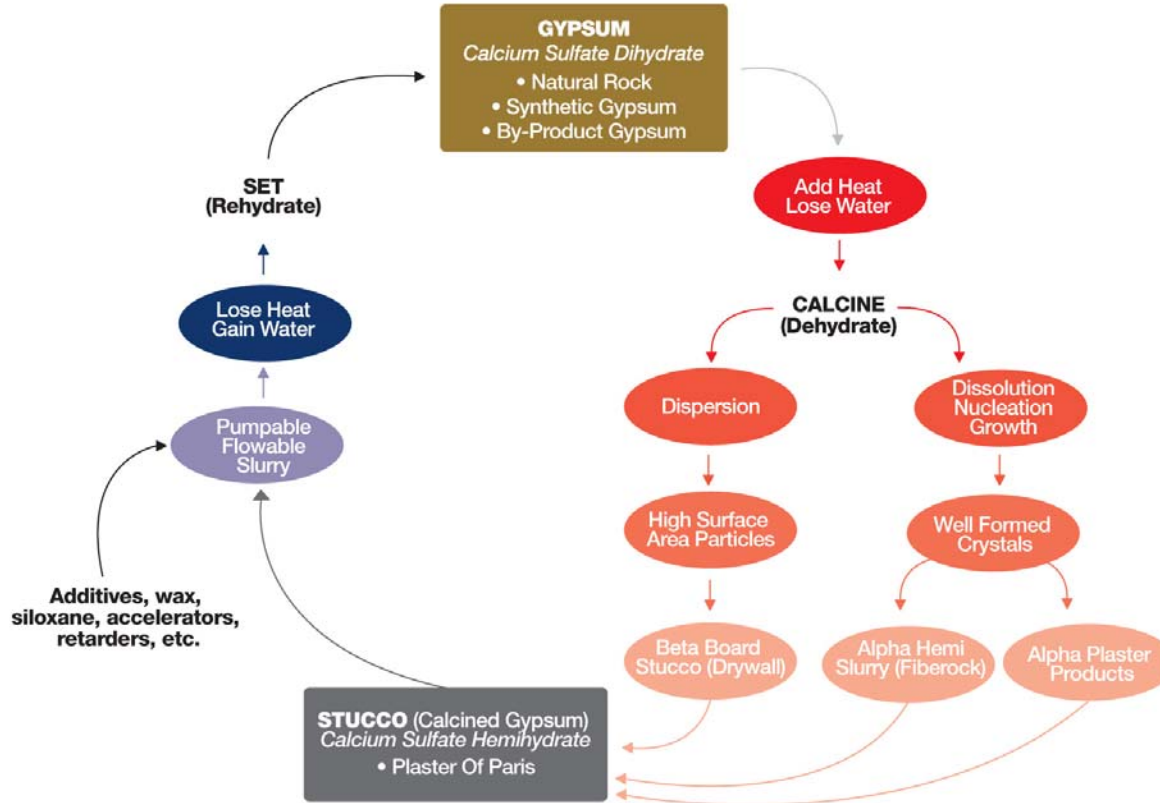 GYPSUM
Calcium Sulfate Dihydrate
• Natural Rock
• Synthetic Gypsum
• By-Product Gypsum
Add Heat
Lose Water
CALCINE
(Dehydrate)
Dispersion
Dissolution
Nucleation
Growth
High Surface
Area Particles
Well Formed
Crystals
Beta Board
Stucco (Drywall)
Alpha Hemi
Slurry (Fiberock)
Alpha Plaster
Products
STUCCO (Calcined Gypsum)
Calcium Sulfate Hemihydrate
• Plaster Of Paris
Additives, wax,
siloxane, accelerators,
retarders, etc.
Pumpable
Flowable
Slurry
Lose Heat
Gain Water
SET
(Rehydrate)